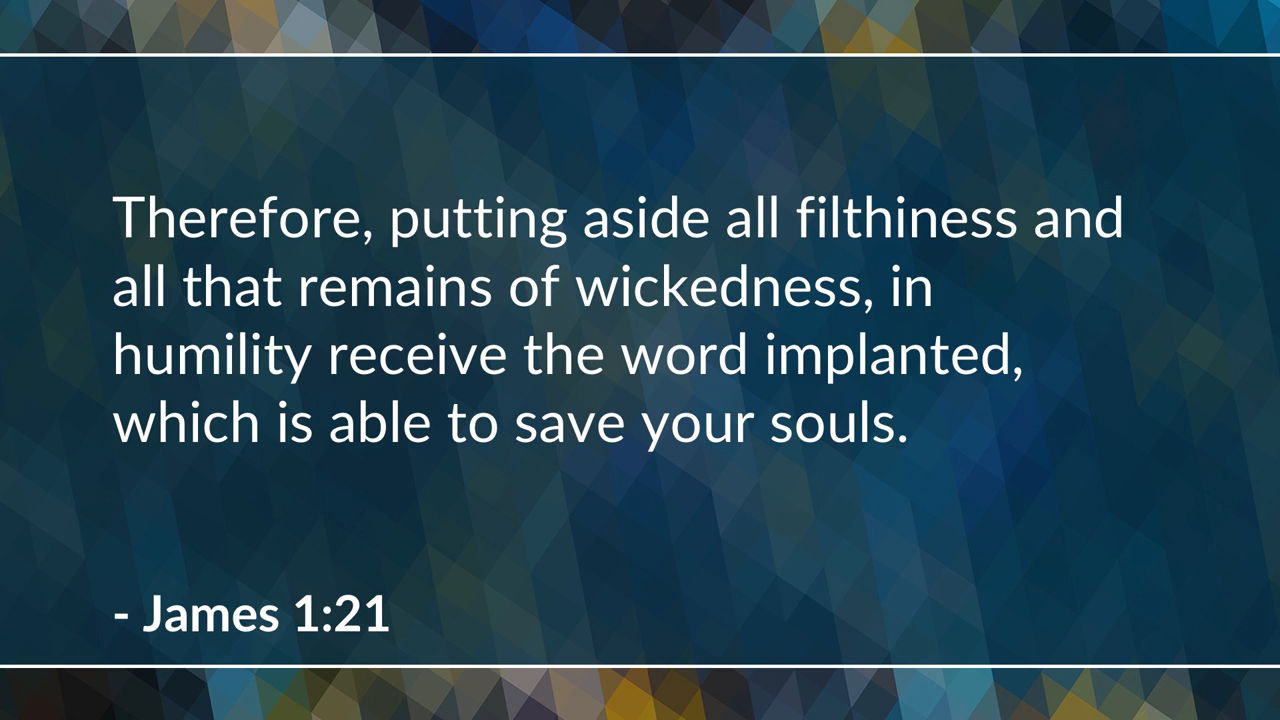 Therefore, putting aside all filthiness and
all that remains of wickedness, in
humility receive the word implanted,
which is able to save your souls.
- James 1:21